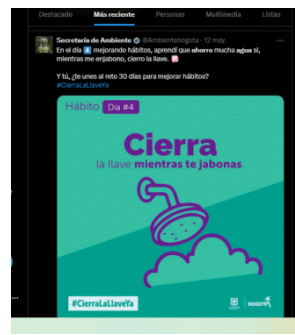 Destacado Más reciente Personas Multimedia Listas
Secretaría de Ambiente @Ambientebogota · 12 may.
En el día 4 mejorando hábitos, aprendí que ahorro mucha agua si,
mientras me enjabono, cierro la llave.
Y tú, ¿te unes al reto 30 días para mejorar hábitos?
#CierraLaLlaveYa
Hábito Día #4
Cierra
la llave mientras te jabonas.
#CierraLaLlaveYa
BOGOTÁ